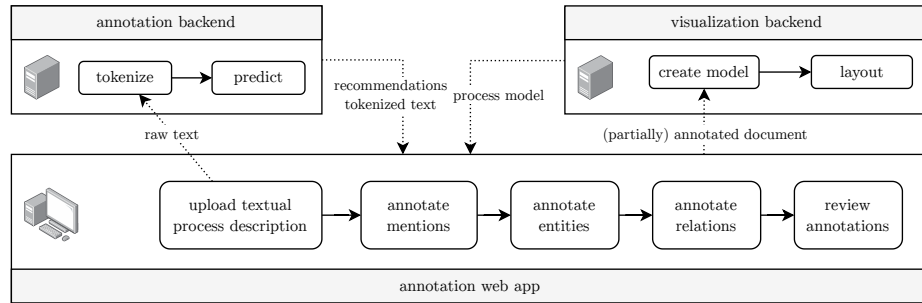 annotation backend
visualization backend
tokenize
predict
create model
layout
recommendations
tokenized text
process model
raw text
(partially) annotated document
upload textual
process description
annotate
mentions
annotate
entities
annotate
relations
review
annotations
annotation web app